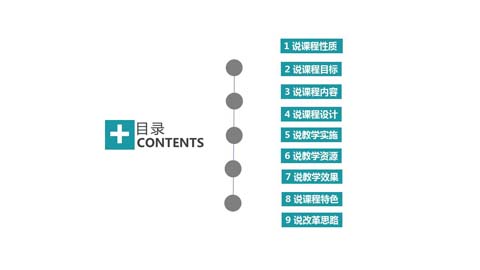 目录
CONTENTS
1 说课程性质
2 说课程目标
3 说课程内容
4 说课程设计
5 说教学实施
6 说教学资源
7 说教学效果
8 说课程特色
9 说改革思路